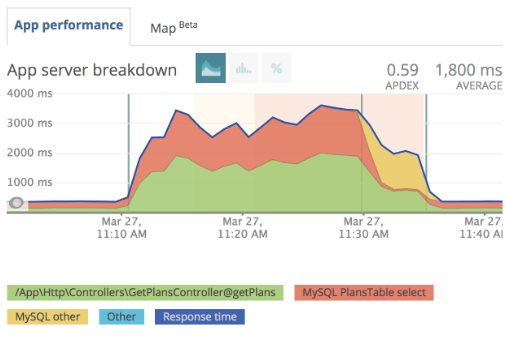 App performance Map Beta
App server breakdown % 0.59 1,800 ms
APDEX AVERAGE
4000 ms
3000 ms
2000 ms
1000 ms
Mar 27, Mar 27, Mar 27, Mar 27
11:10 AM 11:20 AM 11:30 AM 11:40 AI
/App\Http\Controllers\GetPlansController@getPlans MySQL PlansTable select
MySQL other Other Response time